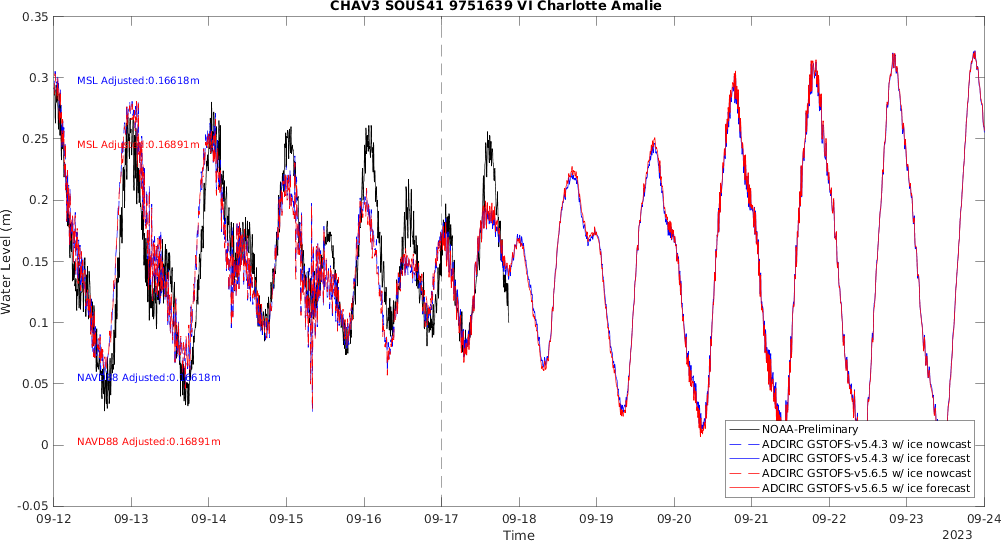 CHAV3 SOUS41 9751639 VI Charlotte Amalie
0.35
0.3
0.25
0.2
0.15
0.1
0.05
0
-0.05
Water Level (m)
MSL Adjusted:0.16618m
MSL Adjusted:0.16891m
NAVD88 Adjusted:0.16618m
NAVD88 Adjusted:0.16891m
NOAA-Preliminary
ADCIRC GSTOFS-v5.4.3 w/ ice nowcast
ADCIRC GSTOFS-v5.4.3 w/ ice forecast
ADCIRC GSTOFS-v5.6.5 w/ ice nowcast
ADCIRC GSTOFS-v5.6.5 w/ ice forecast
09-12 09-13 09-14 09-15 09-16 09-17 09-18 09-19 09-20 09-21 09-22 09-23 09-24
Time
2023